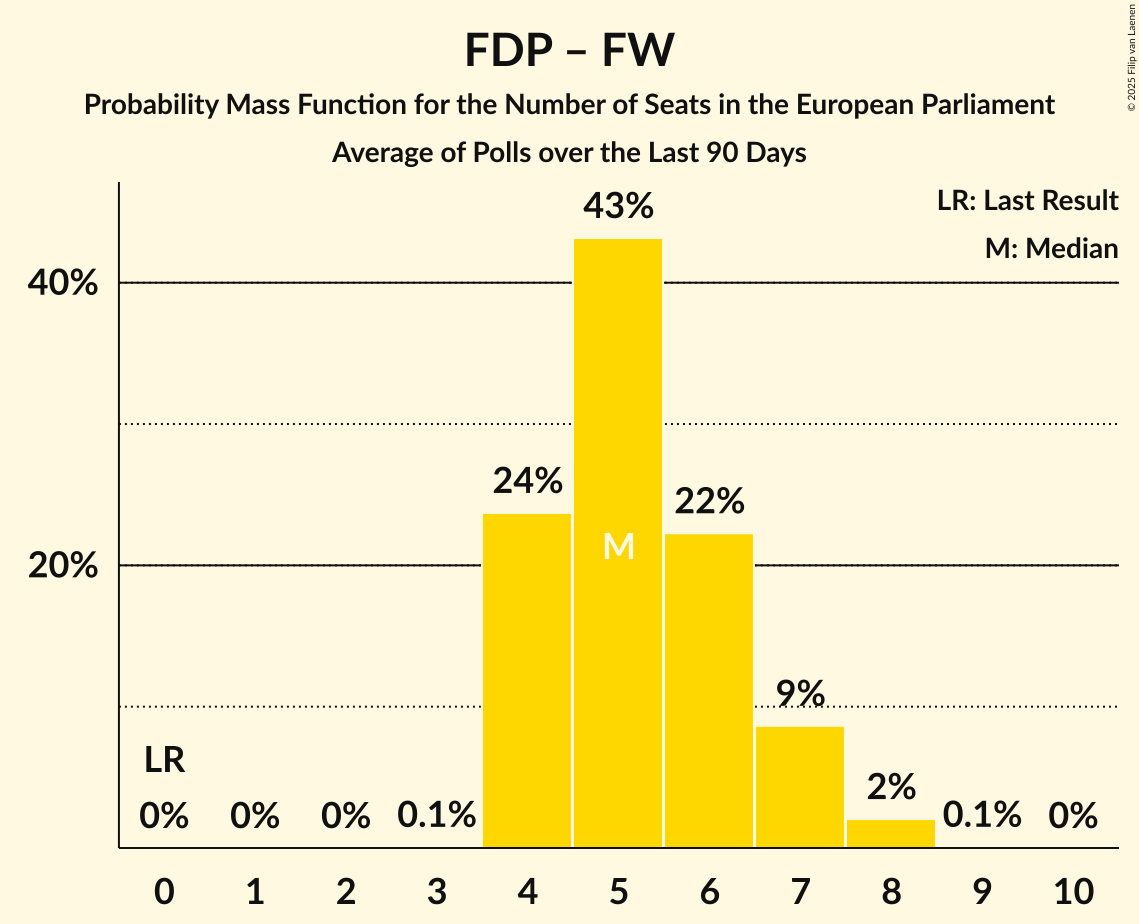 FDP – FW
Probability Mass Function for the Number of Seats in the European Parliament
Average of Polls over the Last 90 Days
© 2025 Filip van Laenen
LR: Last Result
M: Median
40%
20%
43%
24%
22%
M
9%
2%
LR
0% 0% 0% 0.1% 0.1% 0%
0 1 2 3 4 5 6 7 8 9 10